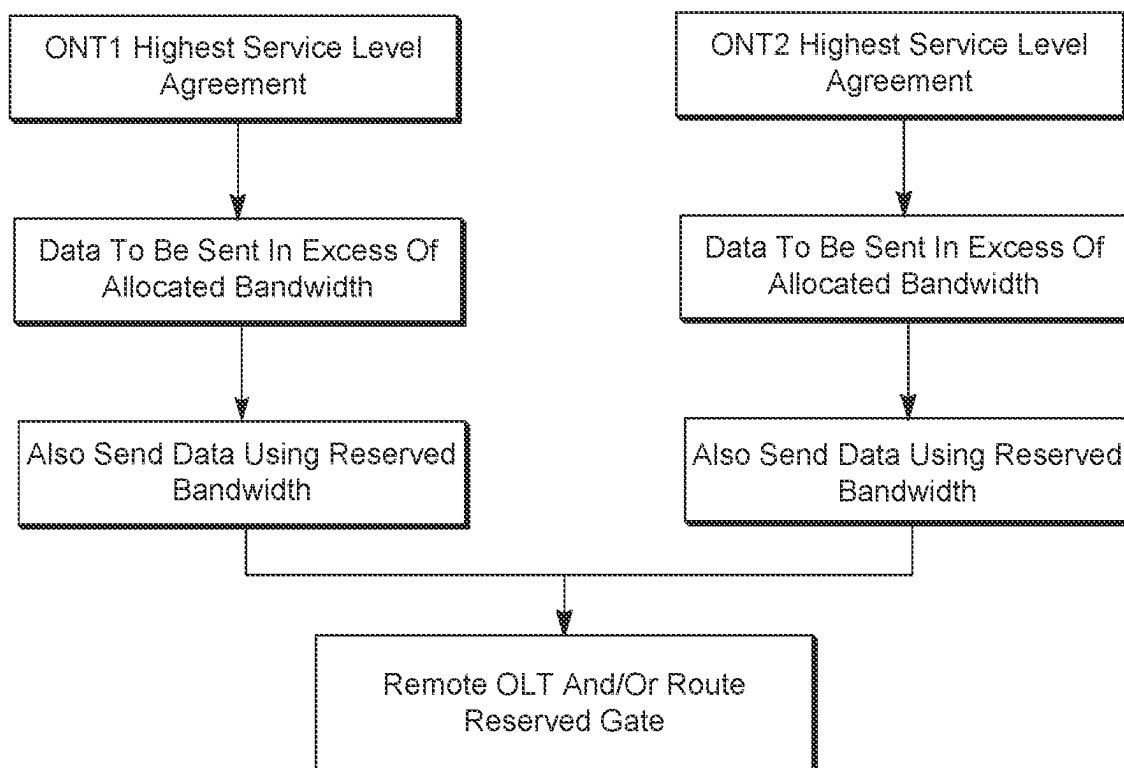 ONT1 Highest Service Level
Agreement
ONT2 Highest Service Level
Agreement
Data To Be Sent In Excess Of
Allocated Bandwidth
Data To Be Sent In Excess Of
Allocated Bandwidth
Also Send Data Using Reserved
Bandwidth
Also Send Data Using Reserved
Bandwidth
Remote OLT And/Or Route
Reserved Gate